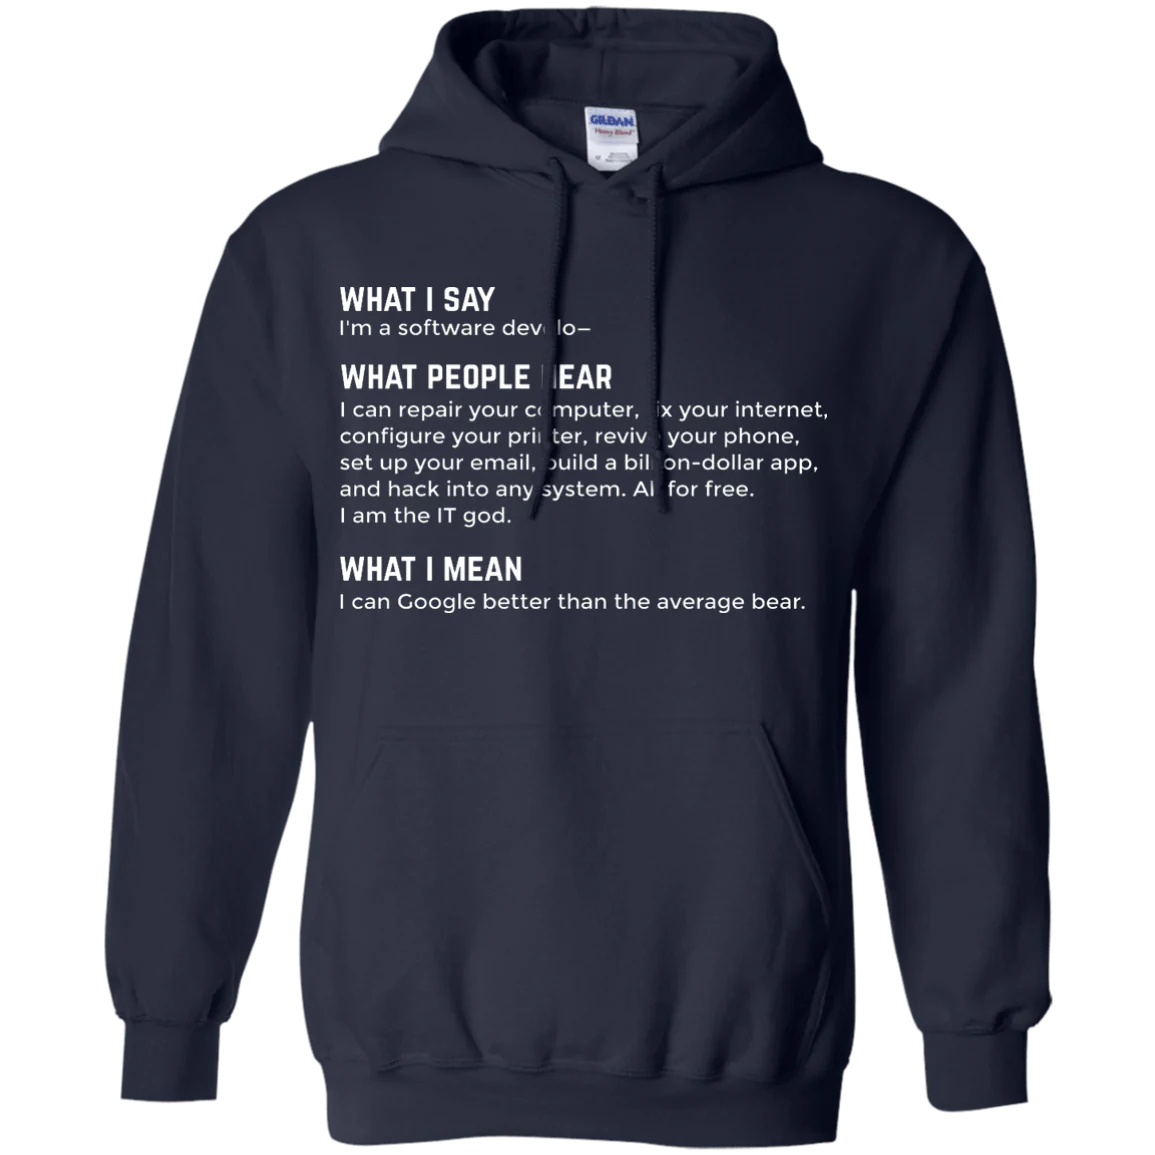 GILDAN
Heavy Blend
WHAT I SAY
I'm a software develo—
WHAT PEOPLE HEAR
I can repair your computer, fix your internet,
configure your printer, revive your phone,
set up your email, build a billion-dollar app,
and hack into any system. All for free.
I am the IT god.
WHAT I MEAN
I can Google better than the average bear.